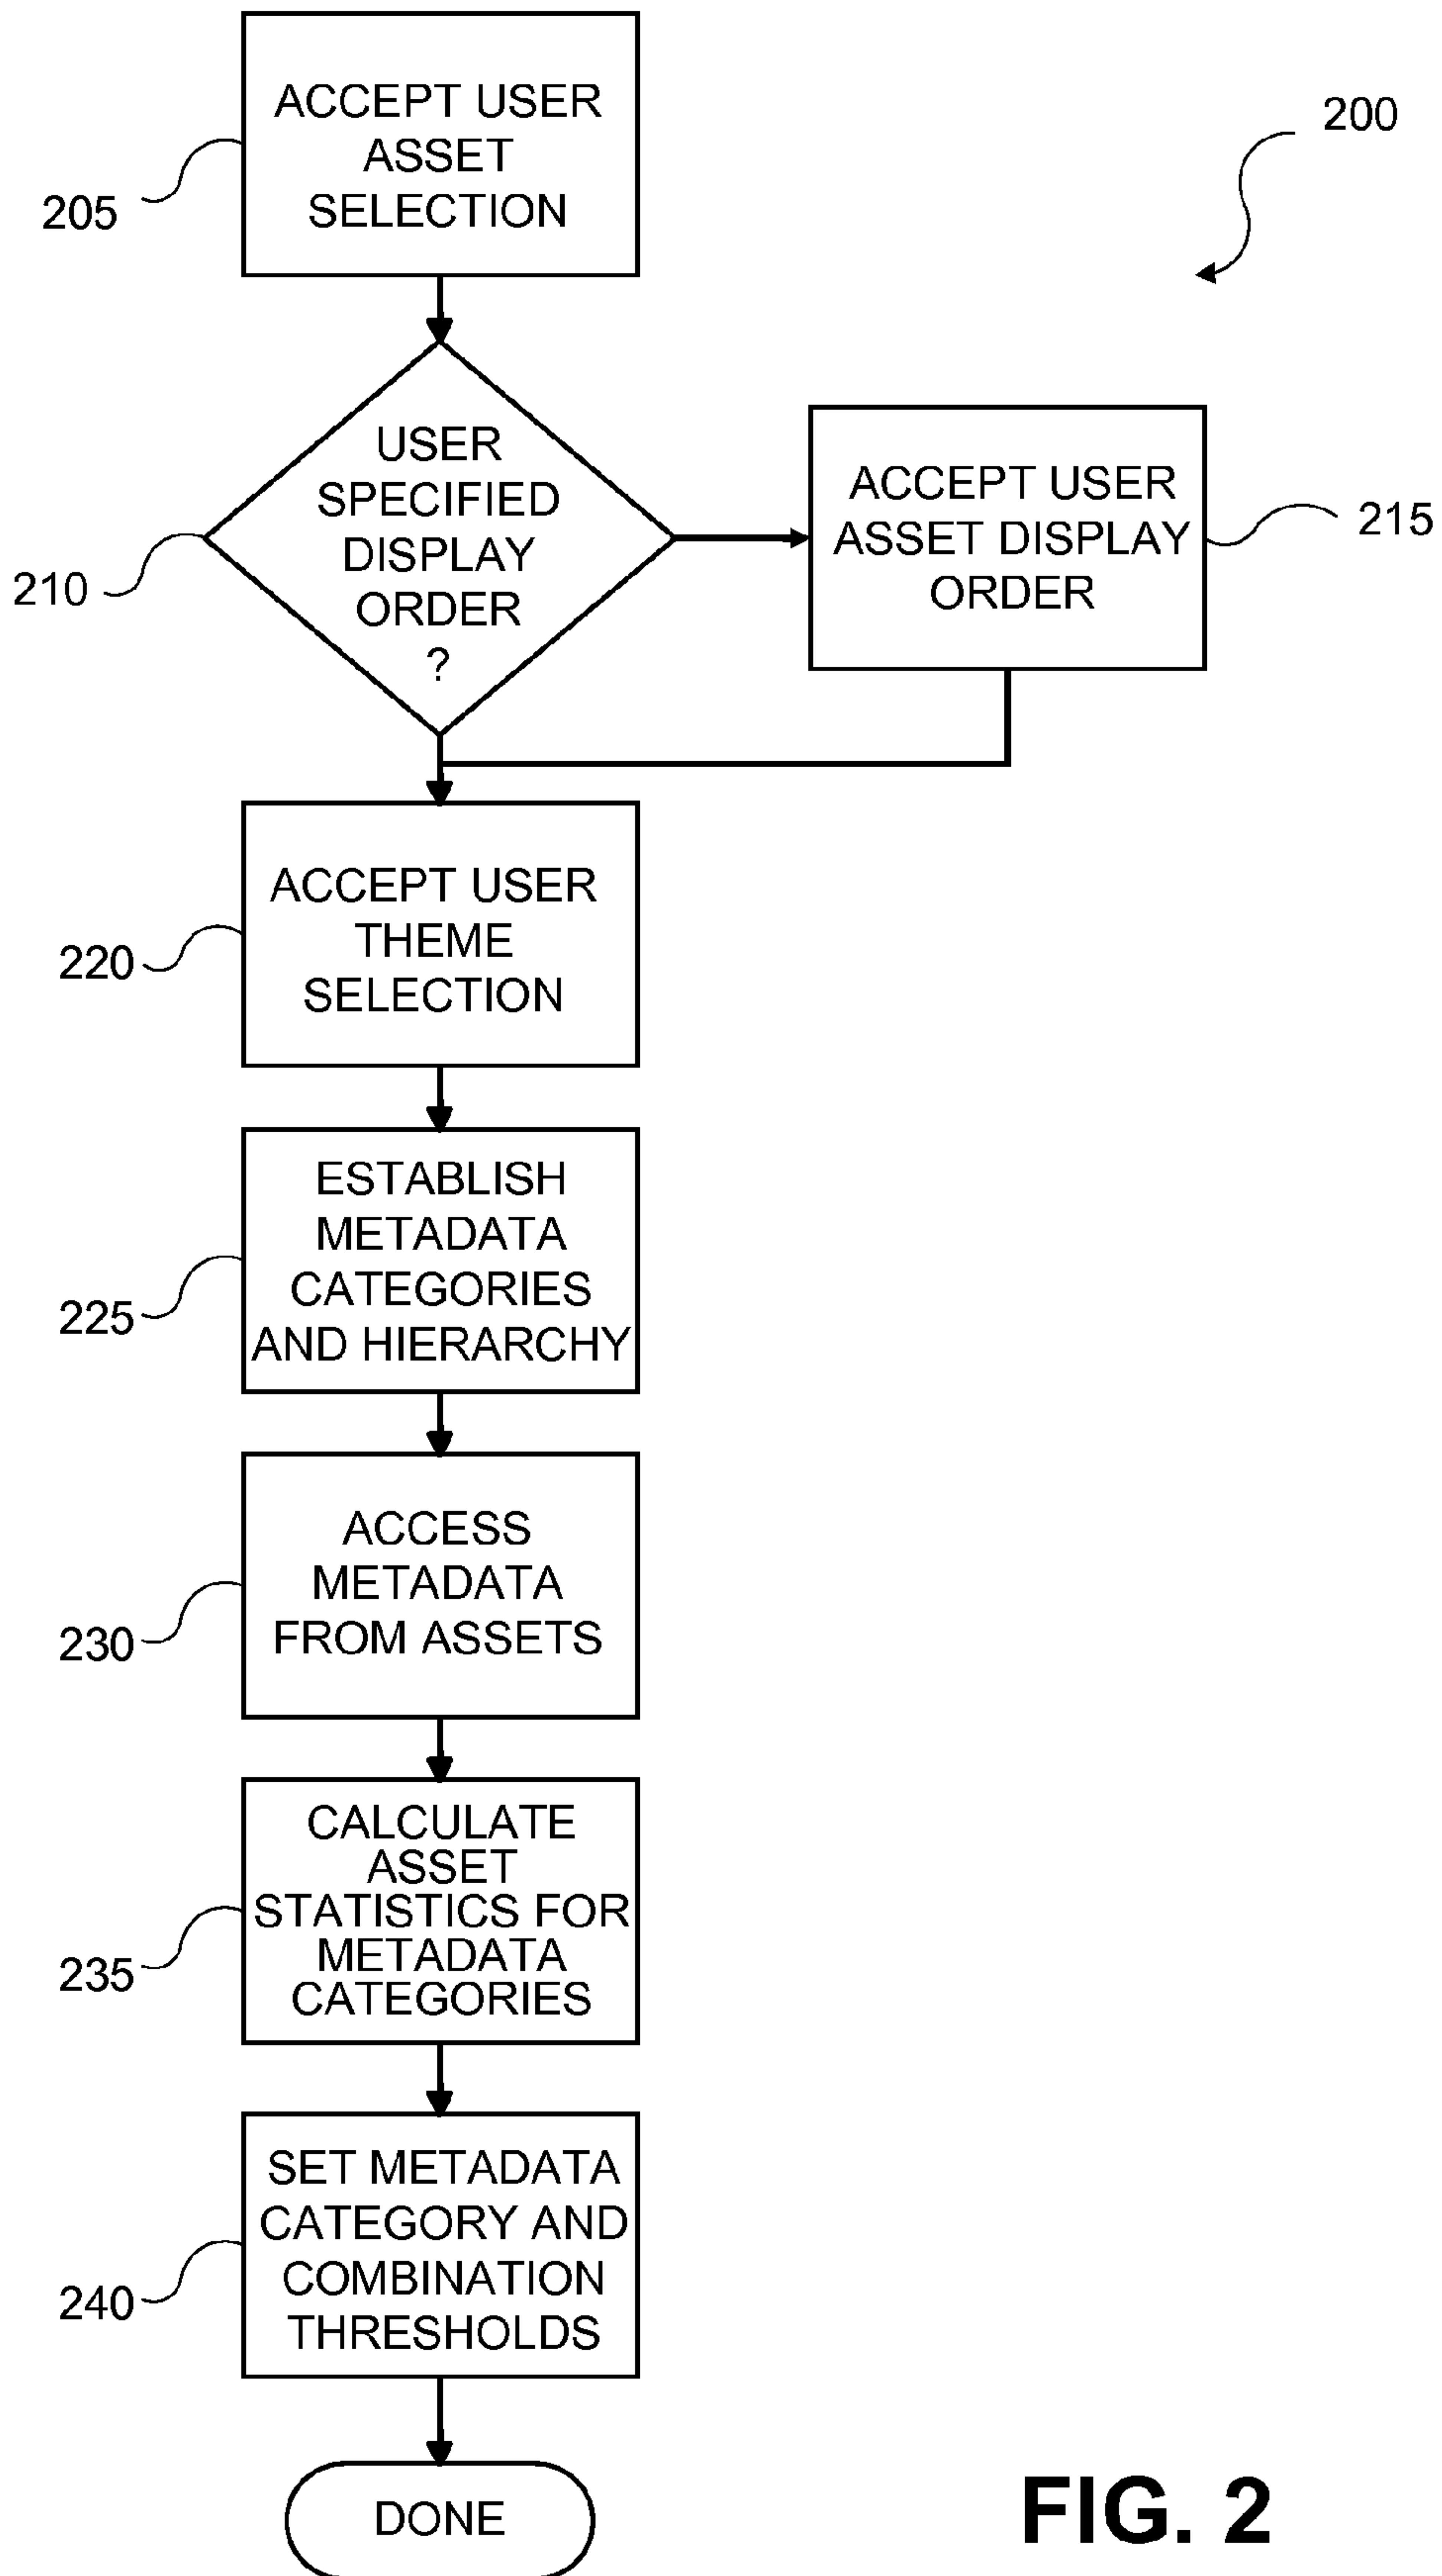 ACCEPT USER
ASSET
SELECTION
205
200
USER
SPECIFIED
DISPLAY
ORDER
?
210
ACCEPT USER
ASSET DISPLAY
ORDER
215
ACCEPT USER
THEME
SELECTION
220
ESTABLISH
METADATA
CATEGORIES
AND HIERARCHY
225
ACCESS
METADATA
FROM ASSETS
230
CALCULATE
ASSET
STATISTICS FOR
METADATA
CATEGORIES
235
SET METADATA
CATEGORY AND
COMBINATION
THRESHOLDS
240
DONE
FIG. 2